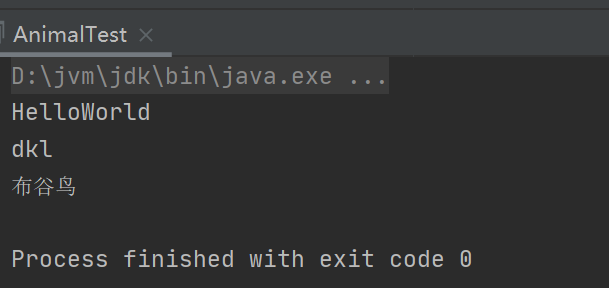 AnimalTest ×
D:\jvm\jdk\bin\java.exe ...
HelloWorld
dkl
布谷鸟
Process finished with exit code 0